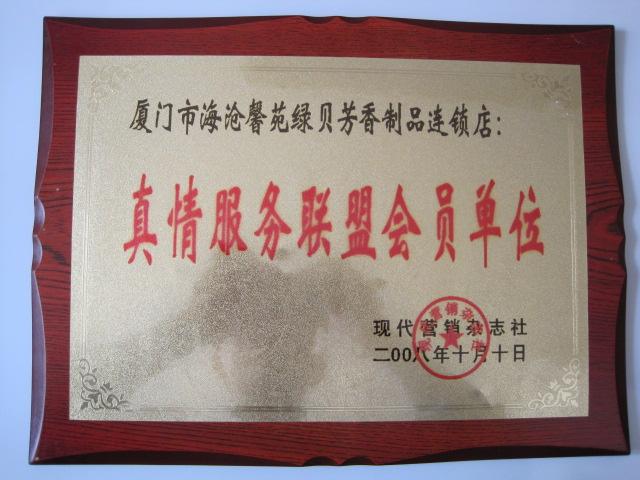 厦门市海沧馨苑绿贝芳香制品连锁店：
真情服务联盟会员单位
现代营销杂志社
二00八年十月十日